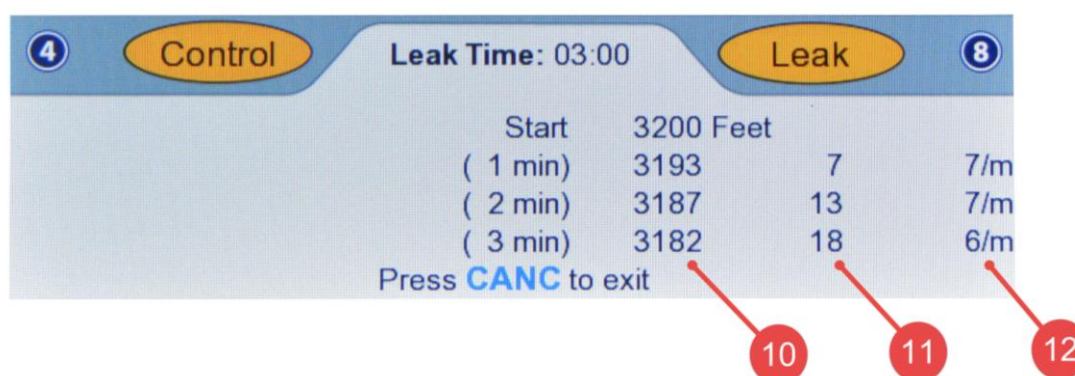 4 Control Leak Time: 03:00 Leak 8
Start 3200 Feet
( 1 min) 3193 7 7/m
( 2 min) 3187 13 7/m
( 3 min) 3182 18 6/m
Press CANC to exit
10 11 12